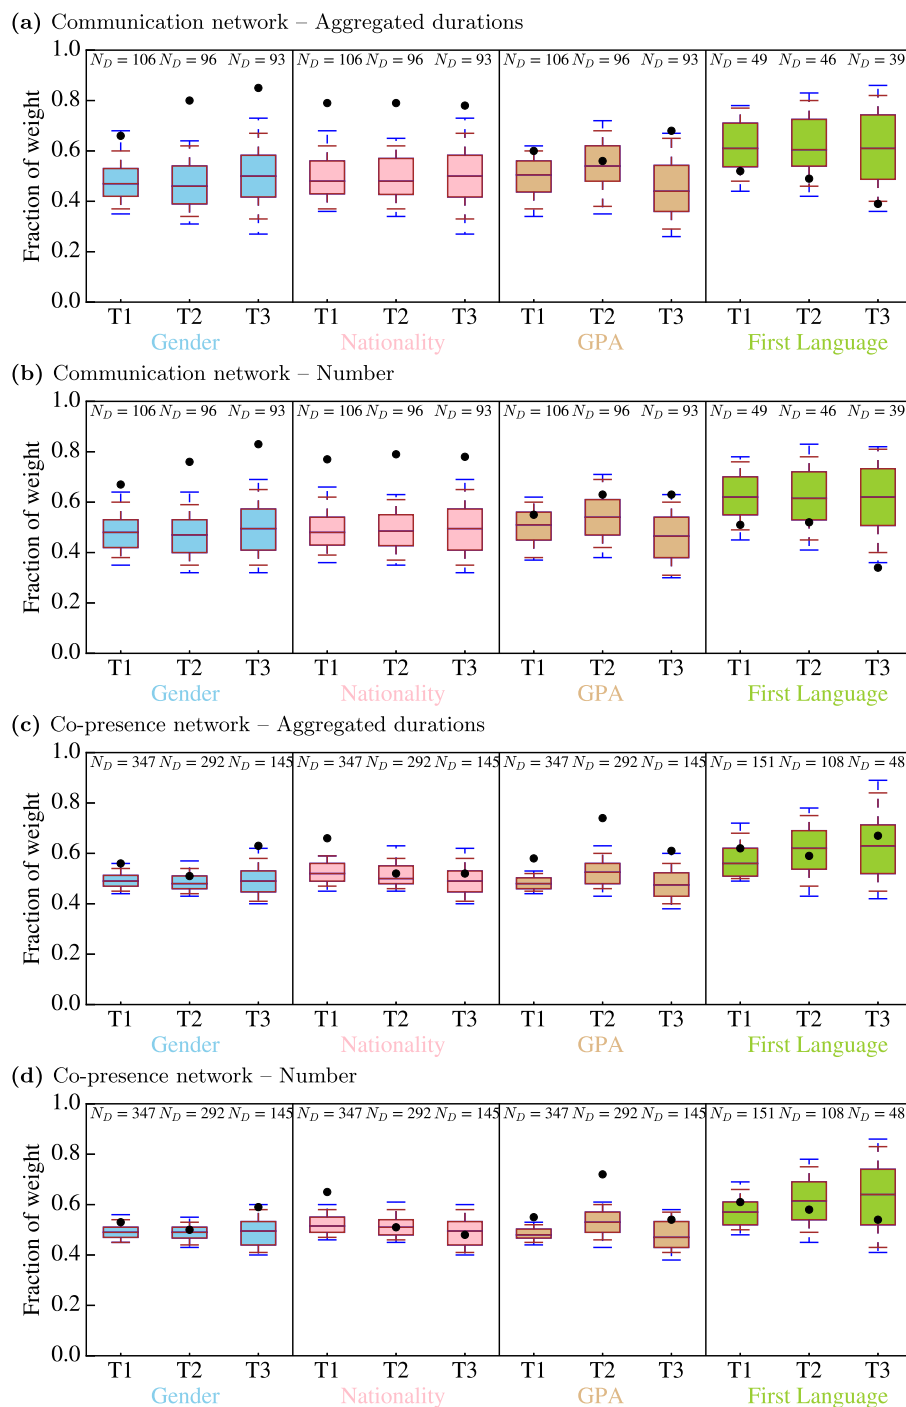 (a) Communication network – Aggregated durations
1.0
N_D = 106 N_D = 96 N_D = 93 N_D = 106 N_D = 96 N_D = 93 N_D = 106 N_D = 96 N_D = 93 N_D = 49 N_D = 46 N_D = 39
0.8
0.6
Fraction of weight
0.4
0.2
0.0
T1 T2 T3 T1 T2 T3 T1 T2 T3 T1 T2 T3
Gender Nationality GPA First Language
(b) Communication network – Number
1.0
N_D = 106 N_D = 96 N_D = 93 N_D = 106 N_D = 96 N_D = 93 N_D = 106 N_D = 96 N_D = 93 N_D = 49 N_D = 46 N_D = 39
0.8
0.6
Fraction of weight
0.4
0.2
0.0
T1 T2 T3 T1 T2 T3 T1 T2 T3 T1 T2 T3
Gender Nationality GPA First Language
(c) Co-presence network – Aggregated durations
1.0
N_D = 347 N_D = 292 N_D = 145 N_D = 347 N_D = 292 N_D = 145 N_D = 347 N_D = 292 N_D = 145 N_D = 151 N_D = 108 N_D = 48
0.8
0.6
Fraction of weight
0.4
0.2
0.0
T1 T2 T3 T1 T2 T3 T1 T2 T3 T1 T2 T3
Gender Nationality GPA First Language
(d) Co-presence network – Number
1.0
N_D = 347 N_D = 292 N_D = 145 N_D = 347 N_D = 292 N_D = 145 N_D = 347 N_D = 292 N_D = 145 N_D = 151 N_D = 108 N_D = 48
0.8
0.6
Fraction of weight
0.4
0.2
0.0
T1 T2 T3 T1 T2 T3 T1 T2 T3 T1 T2 T3
Gender Nationality GPA First Language